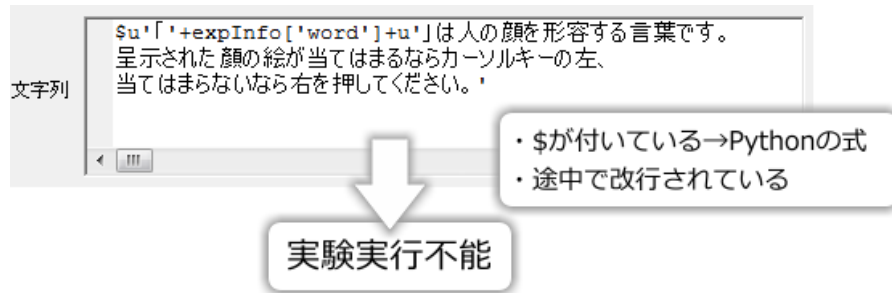 文字列
$u'「'+expInfo['word']+u'」は人の顔を形容する言葉です。
呈示された顔の絵が当てはまるならカーソルキーの左、
当てはまらないなら右を押してください。'
・$が付いている→Pythonの式
・途中で改行されている
実験実行不能